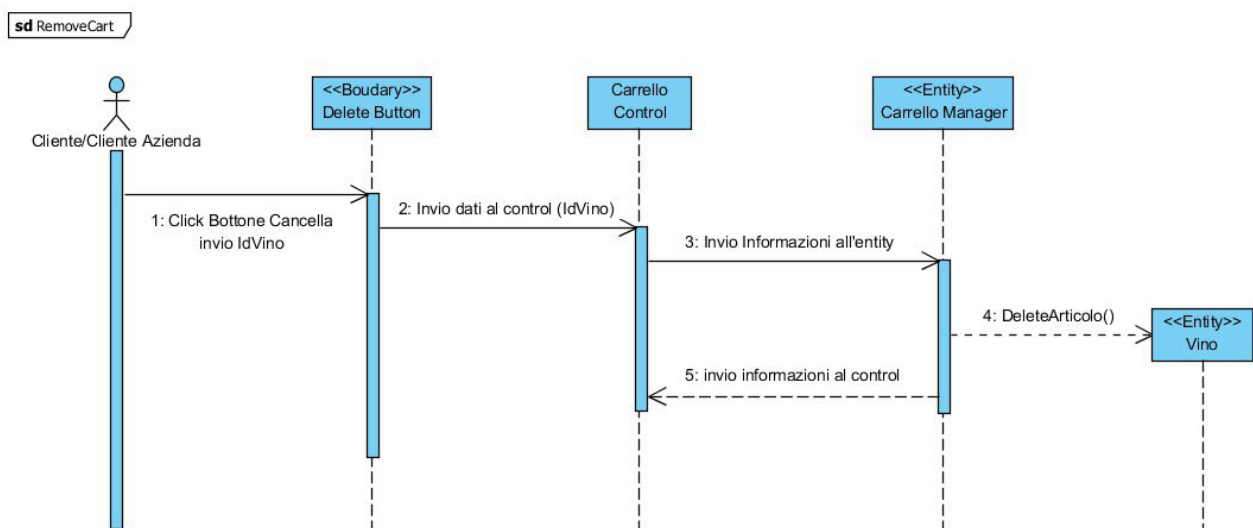 sd RemoveCart
Cliente/Cliente Azienda
<<Boudary>>
Delete Button
Carrello
Control
<<Entity>>
Carrello Manager
1: Click Bottone Cancella
invio IdVino
2: Invio dati al control (IdVino)
3: Invio Informazioni all'entity
4: DeleteArticolo()
<<Entity>>
Vino
5: invio informazioni al control